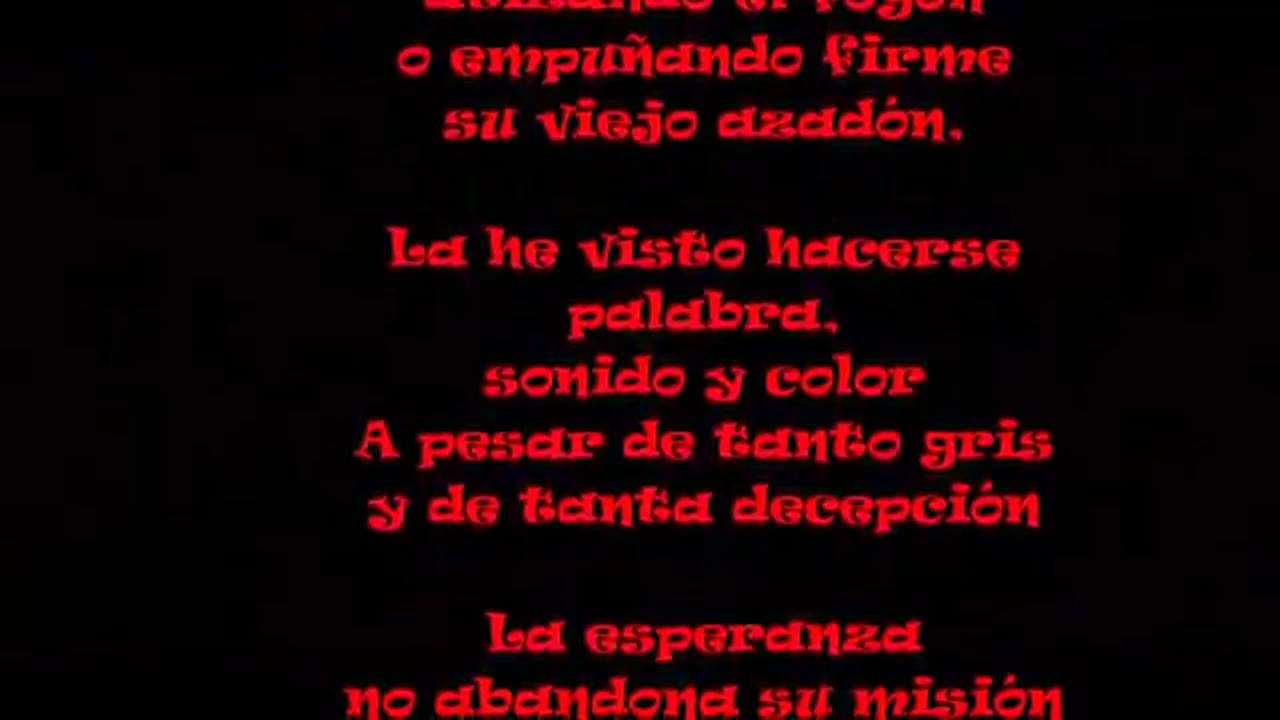 o empuñando firme
su viejo azadón.
La he visto hacerse
palabra,
sonido y color
A pesar de tanto gris
y de tanta decepción
La esperanza
no abandona su misión